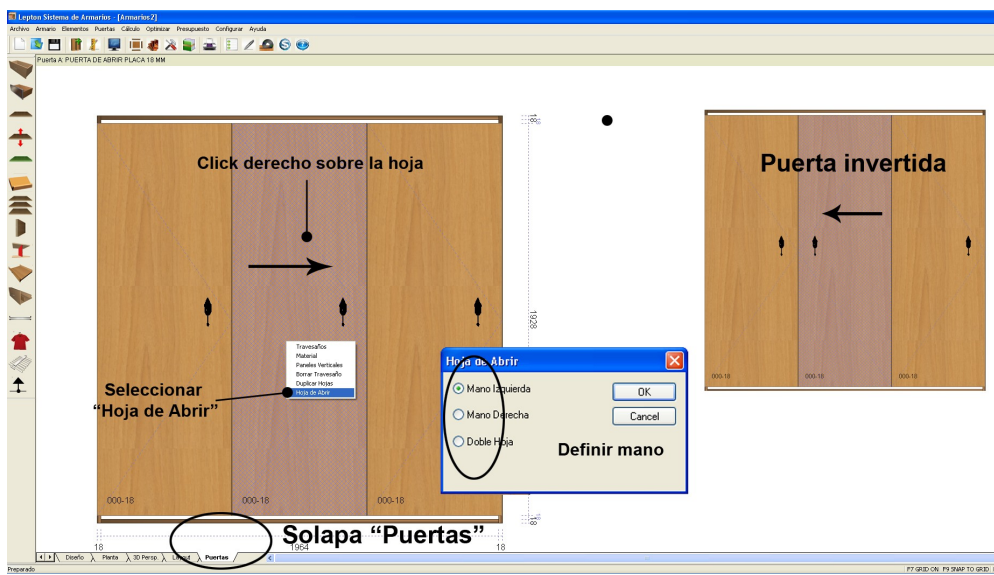 Lepton Sistema de Armarios - [Armarios2]
Archivo Armario Elementos Puertas Cálculo Optimizar Presupuesto Configurar Ayuda
Puerta A: PUERTA DE ABRIR PLACA 18 MM
18
Click derecho sobre la hoja
Puerta invertida
1928
Travesaños
Material
Paneles Verticales
Borrar Travesaño
Duplicar Hojas
Hoja de Abrir
Seleccionar
“Hoja de Abrir”
Hoja de Abrir
Mano Izquierda
Mano Derecha
Doble Hoja
OK
Cancel
Definir mano
000-18 000-18 000-18
000-18 000-18 000-18
18
Solapa “Puertas”
18 1964 18
Diseño Planta 3D Persp. Layout Puertas
Preparado
F7 GRID ON F9 SNAP TO GRID